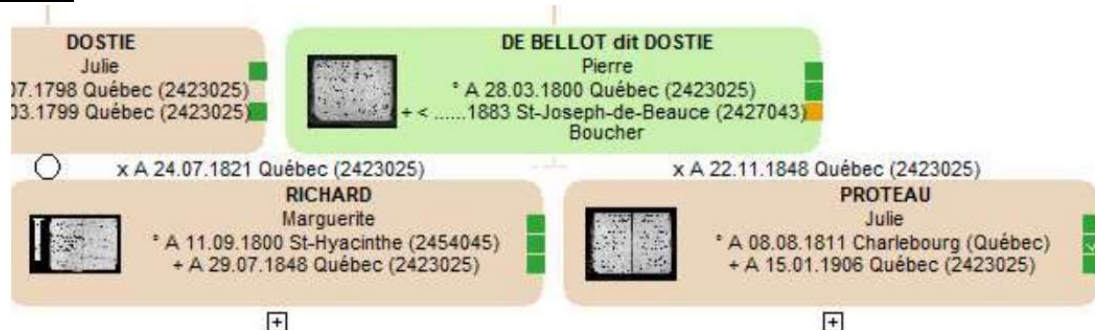 DOSTIE
Julie
07.1798 Québec (2423025)
03.1799 Québec (2423025)
DE BELLOT dit DOSTIE
Pierre
° A 28.03.1800 Québec (2423025)
+ < ......1883 St-Joseph-de-Beauce (2427043)
Boucher
x A 24.07.1821 Québec (2423025)
x A 22.11.1848 Québec (2423025)
RICHARD
Marguerite
° A 11.09.1800 St-Hyacinthe (2454045)
+ A 29.07.1848 Québec (2423025)
PROTEAU
Julie
° A 08.08.1811 Charlebourg (Québec)
+ A 15.01.1906 Québec (2423025)